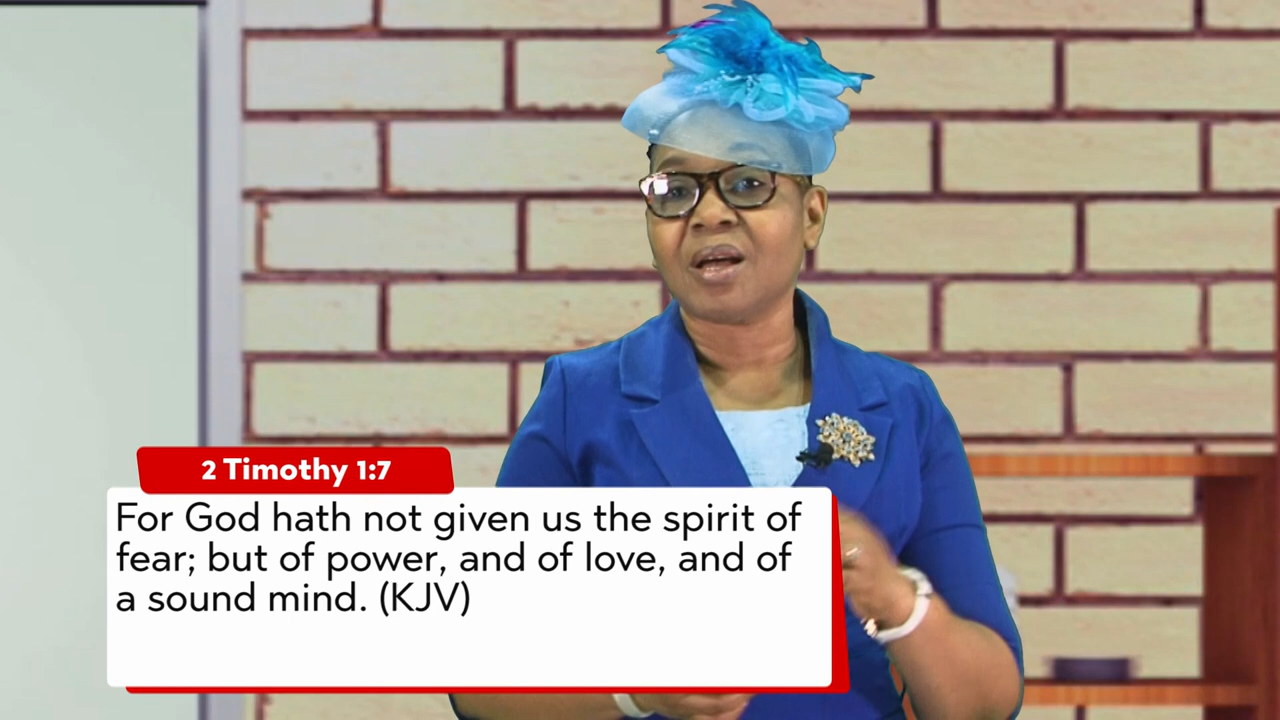 2 Timothy 1:7
For God hath not given us the spirit of
fear; but of power, and of love, and of
a sound mind. (KJV)